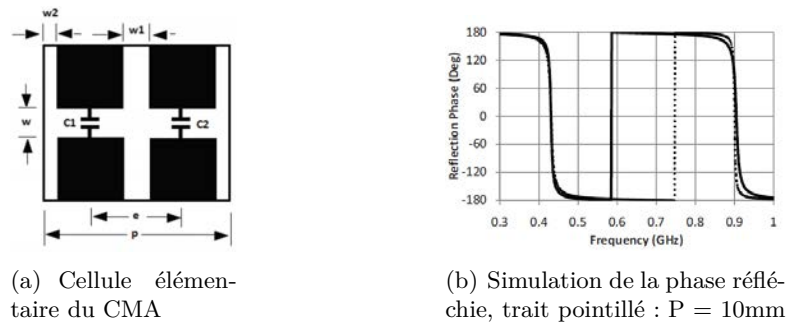 w2
w1
w
C1
C2
e
p
180
120
60
0
-60
-120
-180
Reflection Phase (Deg)
0.3 0.4 0.5 0.6 0.7 0.8 0.9 1
Frequency (GHz)
(a) Cellule élémen-
taire du CMA
(b) Simulation de la phase réflé-
chie, trait pointillé : P = 10mm